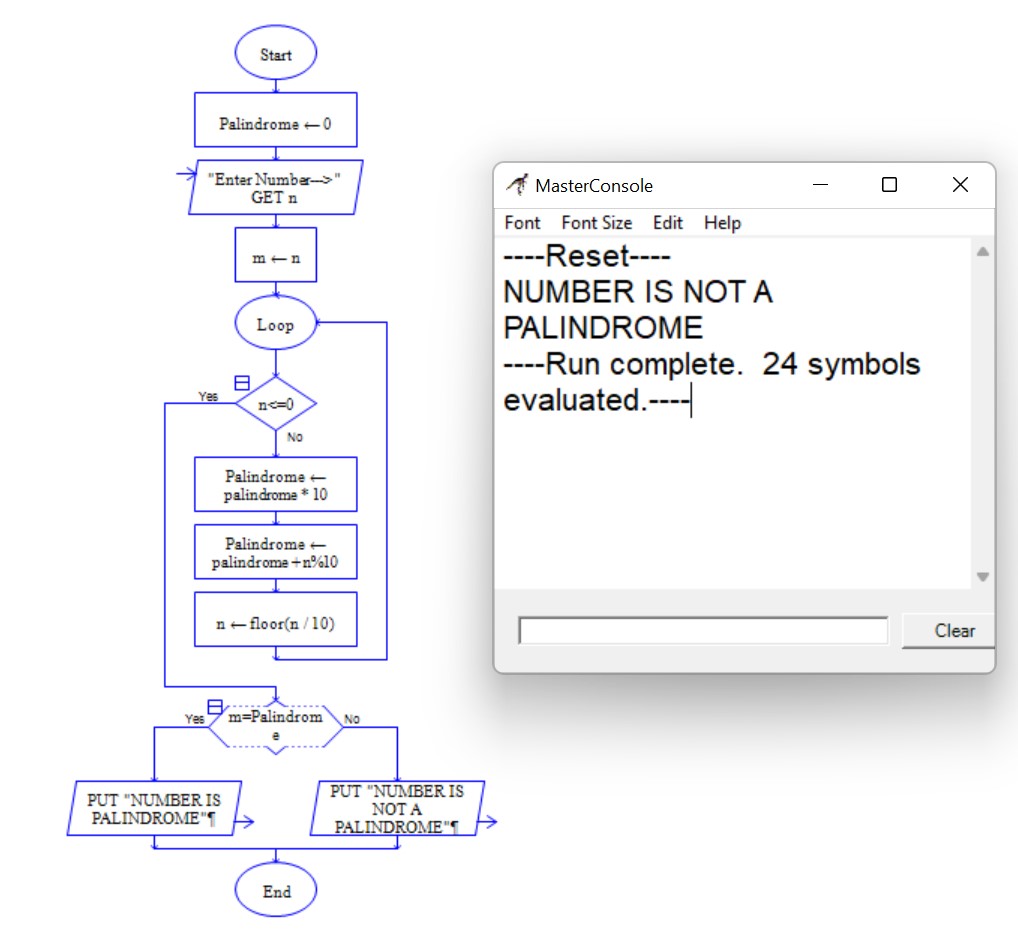 Start
Palindrome ← 0
"Enter Number--->"
GET n
m ← n
Loop
Yes
n<=0
No
Palindrome ←
palindrome * 10
Palindrome ←
palindrome+n%10
n ← floor(n / 10)
Yes
m=Palindrom
e
No
PUT "NUMBER IS
PALINDROME"¶
PUT "NUMBER IS
NOT A
PALINDROME"¶
End
MasterConsole
Font Font Size Edit Help
----Reset----
NUMBER IS NOT A
PALINDROME
----Run complete.  24 symbols
evaluated.----
Clear